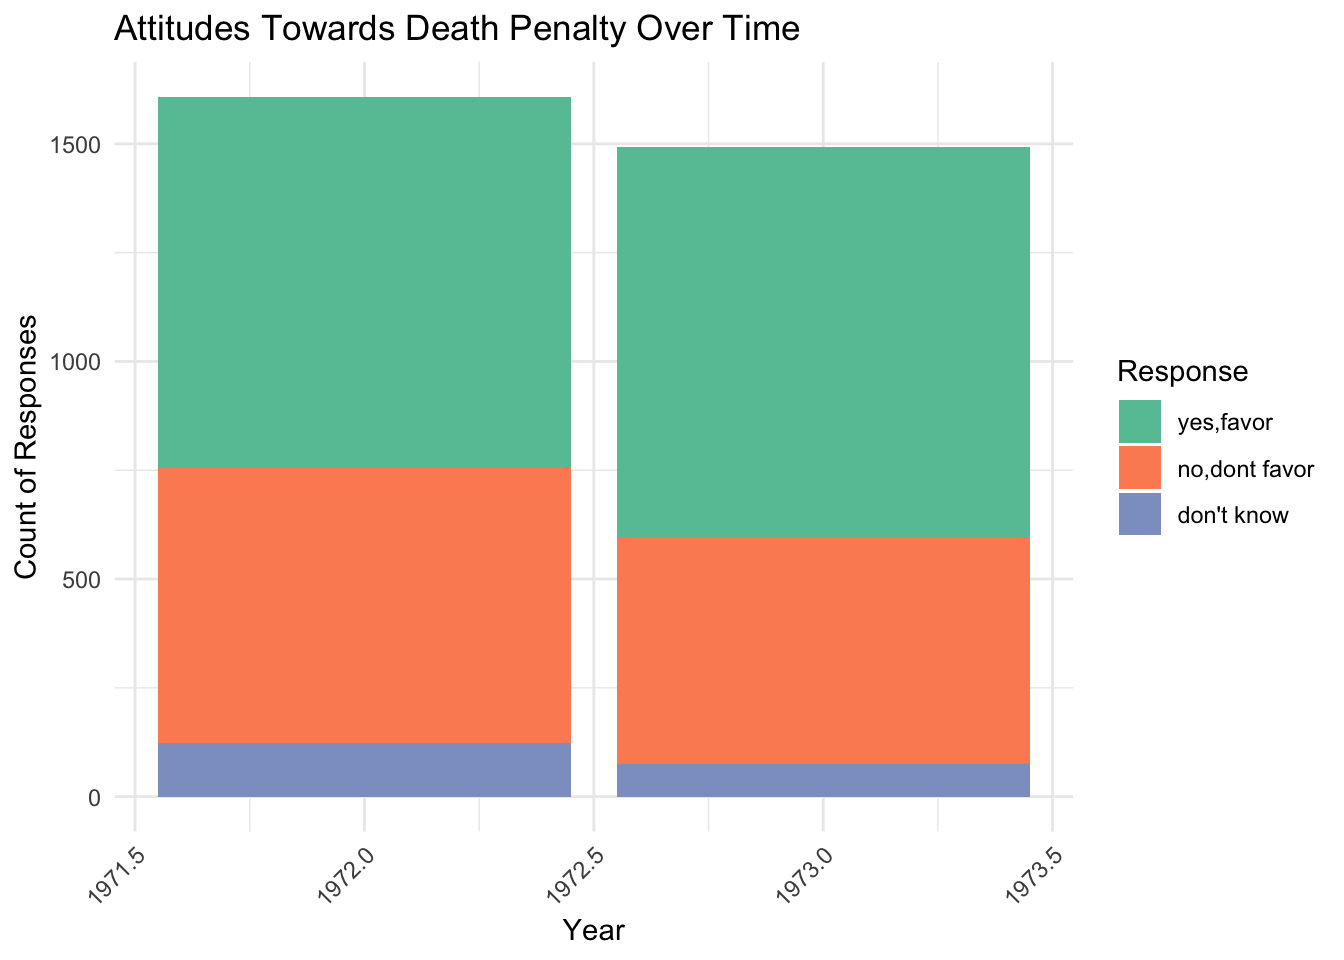 Attitudes Towards Death Penalty Over Time
Count of Responses
1500
1000
500
0
1971.5
1972.0
1972.5
1973.0
1973.5
Year
Response
yes,favor
no,dont favor
don't know